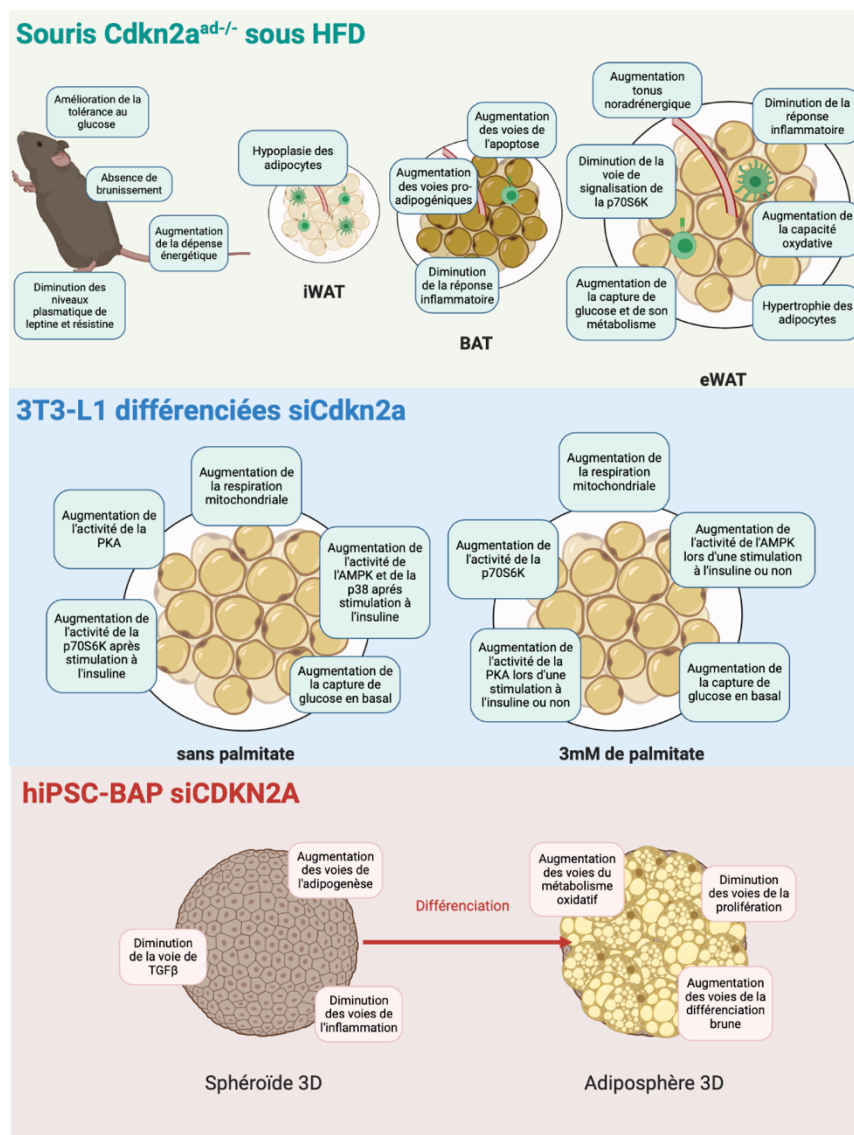 Souris Cdkn2a^ad-/- sous HFD
Amélioration de la
tolérance au
glucose
Absence de
brunissement
Augmentation
de la dépense
énergétique
Diminution des
niveaux
plasmatique de
leptine et résistine
Hypoplasie des
adipocytes
iWAT
Augmentation
des voies de
l'apoptose
Augmentation
des voies pro-
adipogéniques
Diminution
de la réponse
inflammatoire
BAT
Augmentation
tonus
noradrénergique
Diminution de la
réponse
inflammatoire
Diminution de la
voie de
signalisation de
la p70S6K
Augmentation de
la capacité
oxydative
Augmentation de
la capture de
glucose et de son
métabolisme
Hypertrophie des
adipocytes
eWAT
3T3-L1 différenciées siCdkn2a
Augmentation de
la respiration
mitochondriale
Augmentation de
l'activité de la
PKA
Augmentation de
l'activité de
l'AMPK et de la
p38 aprés
stimulation à
l'insuline
Augmentation de
l'activité de la
p70S6K après
stimulation à
l'insuline
Augmentation de
la capture de
glucose en basal
sans palmitate
Augmentation de
la respiration
mitochondriale
Augmentation de
l'activité de la
p70S6K
Augmentation de
l'activité de l'AMPK
lors d'une stimulation
à l'insuline ou non
Augmentation de
l'activité de la
PKA lors d'une
stimulation à
l'insuline ou non
Augmentation de
la capture de
glucose en basal
3mM de palmitate
hiPSC-BAP siCDKN2A
Augmentation
des voies de
l'adipogenèse
Diminution
de la voie de
TGFβ
Diminution
des voies de
l'inflammation
Sphéroïde 3D
Différenciation
Augmentation
des voies du
métabolisme
oxidatif
Diminution
des voies de la
prolifération
Augmentation
des voies de la
différenciation
brune
Adiposphère 3D